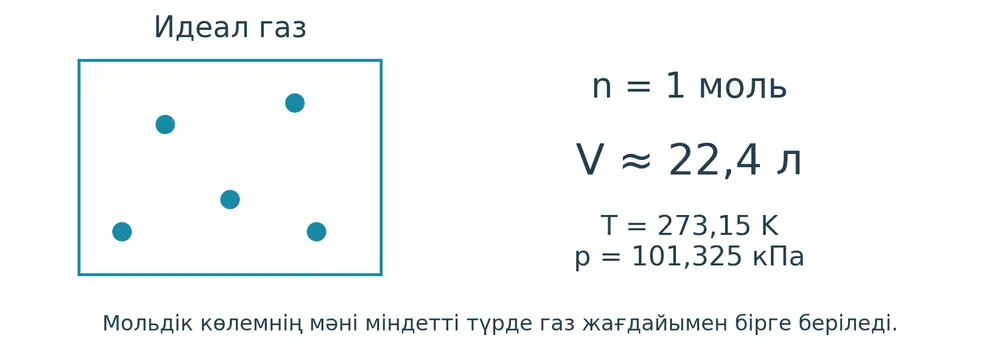 Идеал газ
n = 1 моль
V ≈ 22,4 л
T = 273,15 K
p = 101,325 кПа
Мольдік көлемнің мәні міндетті түрде газ жағдайымен бірге беріледі.